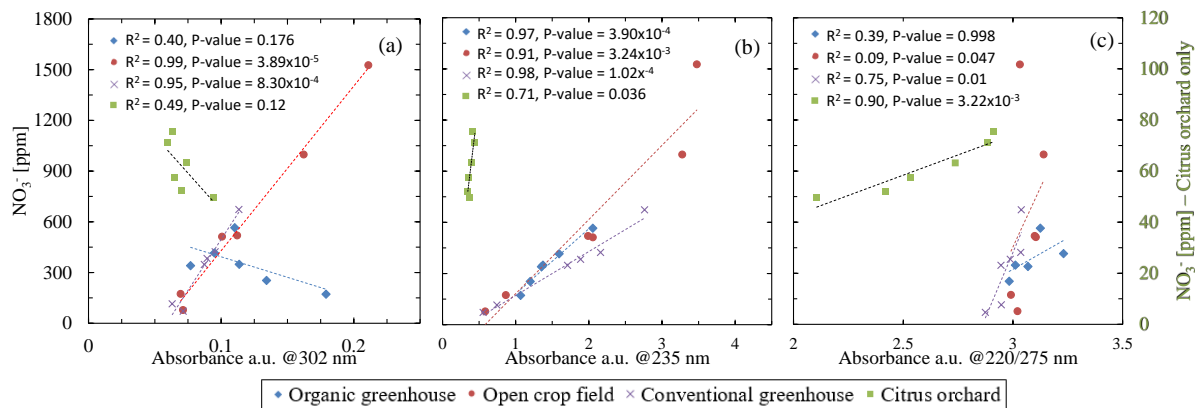 (a)
R² = 0.40, P-value = 0.176
R² = 0.99, P-value = 3.89x10⁻⁵
R² = 0.95, P-value = 8.30x10⁻⁴
R² = 0.49, P-value = 0.12
NO₃⁻ [ppm]
1800
1500
1200
900
600
300
0
0
0.1
0.2
Absorbance a.u. @302 nm
(b)
R² = 0.97, P-value = 3.90x10⁻⁴
R² = 0.91, P-value = 3.24x10⁻³
R² = 0.98, P-value = 1.02x⁻⁴
R² = 0.71, P-value = 0.036
0
1
2
3
4
Absorbance a.u. @235 nm
(c)
R² = 0.39, P-value = 0.998
R² = 0.09, P-value = 0.047
R² = 0.75, P-value = 0.01
R² = 0.90, P-value = 3.22x10⁻³
2
2.5
3
3.5
Absorbance a.u. @220/275 nm
120
100
80
60
40
20
0
NO₃⁻ [ppm] – Citrus orchard only
Organic greenhouse Open crop field Conventional greenhouse Citrus orchard